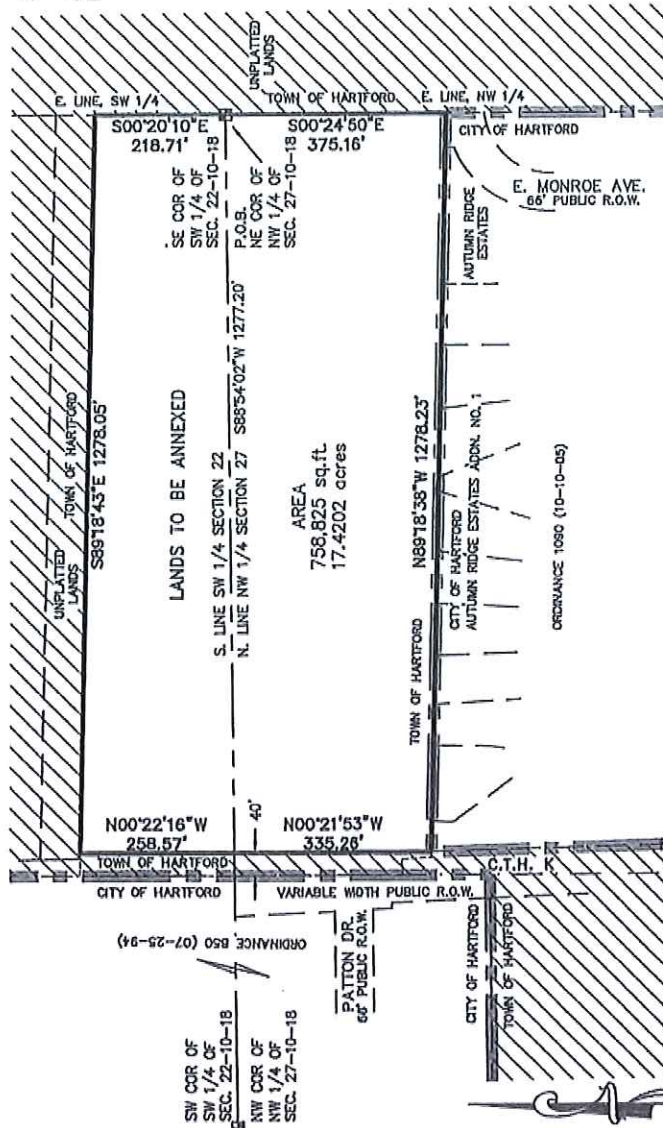 UNPLATTED
LANDS
E. LINE, SW 1/4
TOWN OF HARTFORD
E. LINE, NW 1/4
S00°20'10"E
218.71'
S00°24'50"E
375.16'
CITY OF HARTFORD
E. MONROE AVE.
66' PUBLIC R.O.W.
SE COR OF
SW 1/4 OF
SEC. 22-10-18
P.O.B.
NE COR OF
NW 1/4 OF
SEC. 27-10-18
AUTUMN RIDGE
ESTATES
UNPLATTED
LANDS
TOWN OF HARTFORD
S89°18'43"E 1278.05'
LANDS TO BE ANNEXED
S. LINE SW 1/4 SECTION 22
N. LINE NW 1/4 SECTION 27
S88°54'02"W 1277.20'
AREA
758,825 sq.ft.
17.4202 acres
N89°18'38"W 1278.23'
TOWN OF HARTFORD
CITY OF HARTFORD
AUTUMN RIDGE ESTATES ADDN. NO. 1
ORDINANCE 1090 (10-10-05)
N00°22'16"W
258.57'
40'
N00°21'53"W
335.26'
TOWN OF HARTFORD
CITY OF HARTFORD
VARIABLE WIDTH PUBLIC R.O.W.
C.T.H. K
ORDINANCE 850 (07-25-94)
PATTON DR.
66' PUBLIC R.O.W.
CITY OF HARTFORD
TOWN OF HARTFORD
SW COR OF
SW 1/4 OF
SEC. 22-10-18
NW COR OF
NW 1/4 OF
SEC. 27-10-18
N